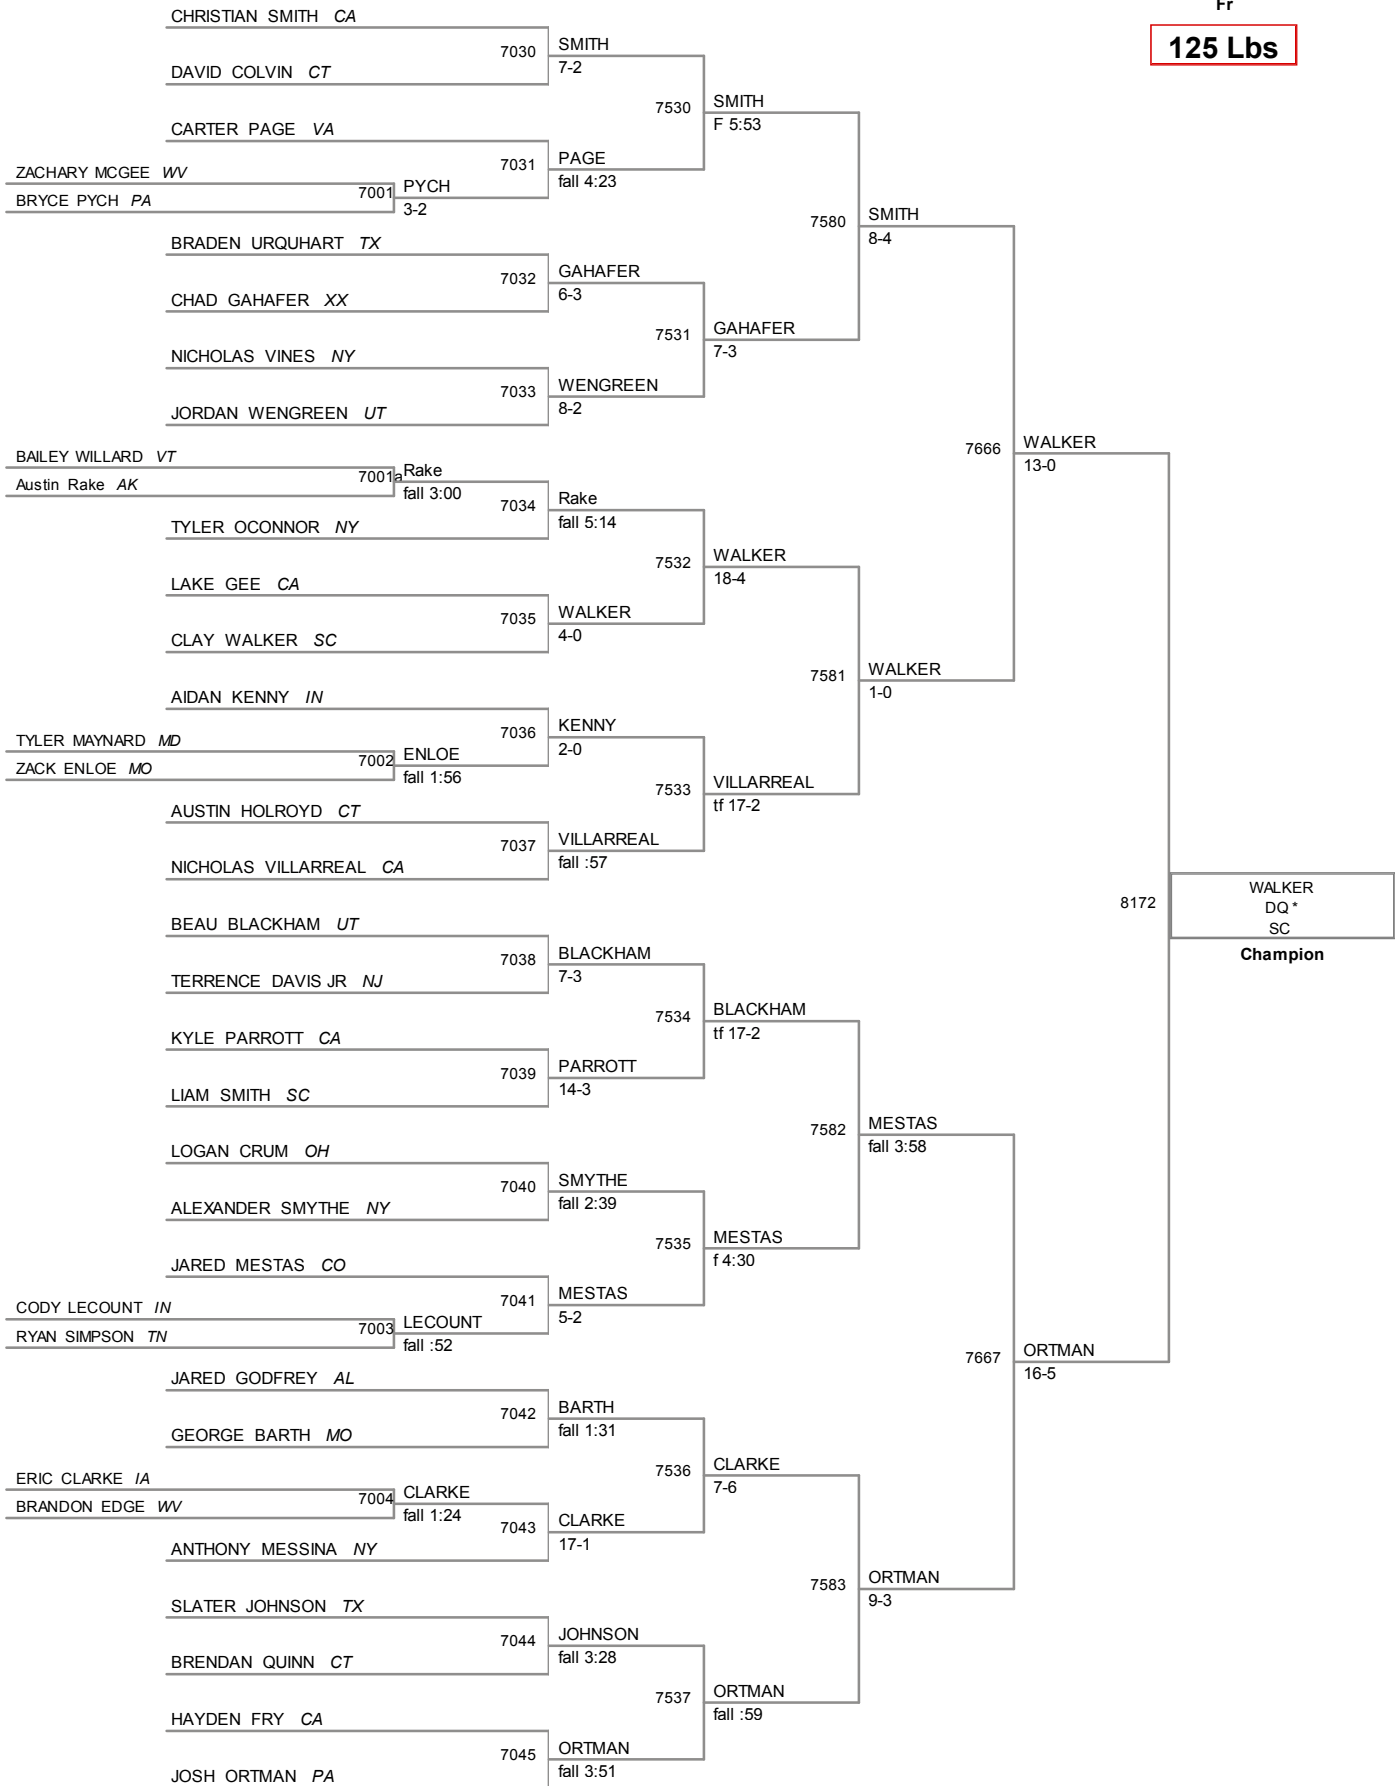 Fr
125 Lbs
CHRISTIAN SMITH CA
7030
SMITH
7-2
DAVID COLVIN CT
7530
SMITH
F 5:53
CARTER PAGE VA
7031
PAGE
fall 4:23
ZACHARY MCGEE WV
7001
PYCH
3-2
BRYCE PYCH PA
7580
SMITH
8-4
BRADEN URQUHART TX
7032
GAHAFER
6-3
CHAD GAHAFER XX
7531
GAHAFER
7-3
NICHOLAS VINES NY
7033
WENGREEN
8-2
JORDAN WENGREEN UT
7666
WALKER
13-0
BAILEY WILLARD VT
7001a
Rake
fall 3:00
Austin Rake AK
7034
Rake
fall 5:14
TYLER OCONNOR NY
7532
WALKER
18-4
LAKE GEE CA
7035
WALKER
4-0
CLAY WALKER SC
7581
WALKER
1-0
AIDAN KENNY IN
7036
KENNY
2-0
TYLER MAYNARD MD
7002
ENLOE
fall 1:56
ZACK ENLOE MO
7533
VILLARREAL
tf 17-2
AUSTIN HOLROYD CT
7037
VILLARREAL
fall :57
NICHOLAS VILLARREAL CA
8172
WALKER
DQ *
SC
Champion
BEAU BLACKHAM UT
7038
BLACKHAM
7-3
TERRENCE DAVIS JR NJ
7534
BLACKHAM
tf 17-2
KYLE PARROTT CA
7039
PARROTT
14-3
LIAM SMITH SC
7582
MESTAS
fall 3:58
LOGAN CRUM OH
7040
SMYTHE
fall 2:39
ALEXANDER SMYTHE NY
7535
MESTAS
f 4:30
JARED MESTAS CO
7041
MESTAS
5-2
CODY LECOUNT IN
7003
LECOUNT
fall :52
RYAN SIMPSON TN
7667
ORTMAN
16-5
JARED GODFREY AL
7042
BARTH
fall 1:31
GEORGE BARTH MO
7536
CLARKE
7-6
ERIC CLARKE IA
7004
CLARKE
fall 1:24
BRANDON EDGE WV
7043
CLARKE
17-1
ANTHONY MESSINA NY
7583
ORTMAN
9-3
SLATER JOHNSON TX
7044
JOHNSON
fall 3:28
BRENDAN QUINN CT
7537
ORTMAN
fall :59
HAYDEN FRY CA
7045
ORTMAN
fall 3:51
JOSH ORTMAN PA